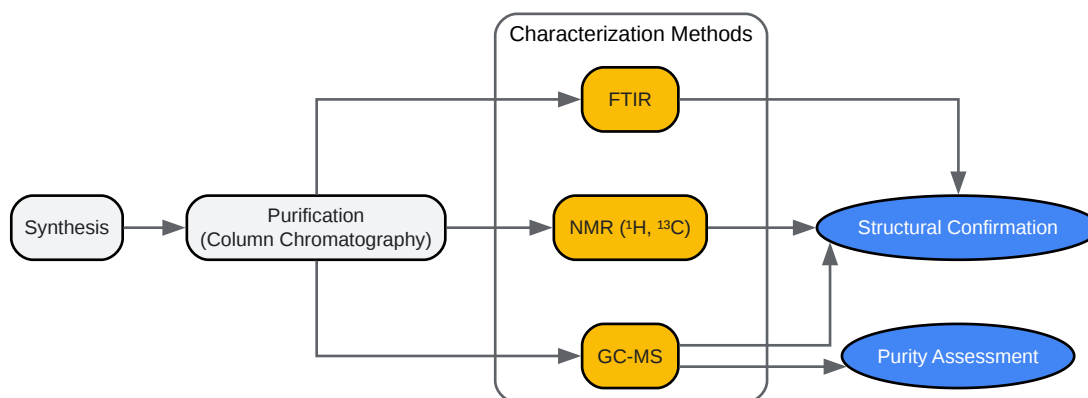 Characterization Methods
FTIR
Synthesis
Purification
(Column Chromatography)
NMR (¹H, ¹³C)
Structural Confirmation
GC-MS
Purity Assessment